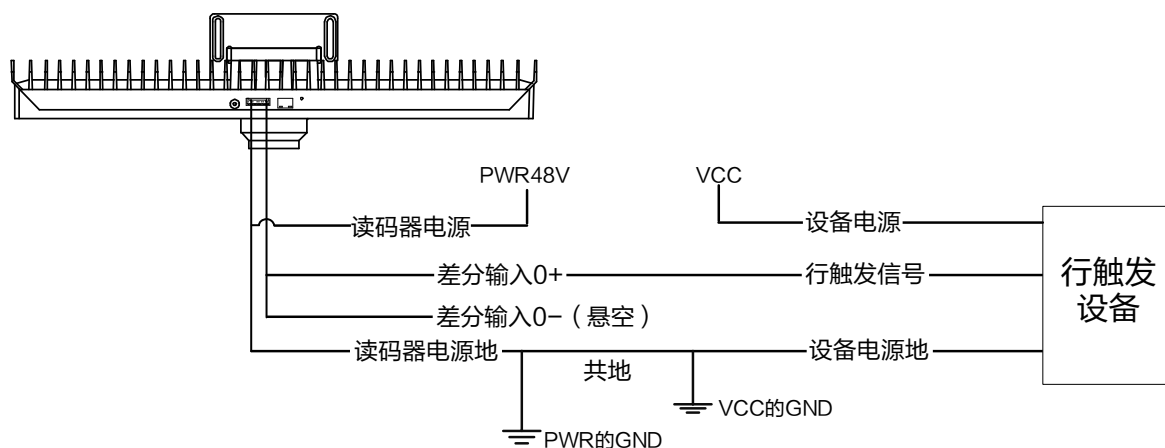 PWR48V
VCC
读码器电源
设备电源
差分输入0+
行触发信号
行触发
设备
差分输入0-（悬空）
读码器电源地
共地
设备电源地
VCC的GND
PWR的GND